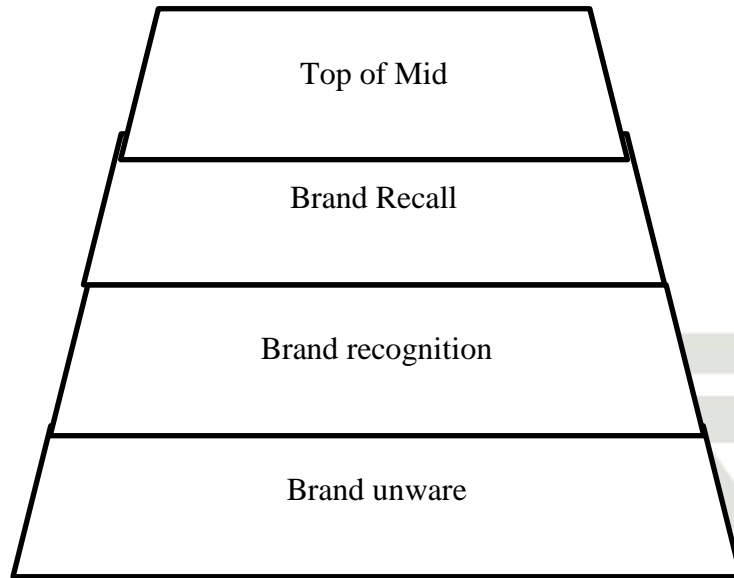 Top of Mid
Brand Recall
Brand recognition
Brand unware